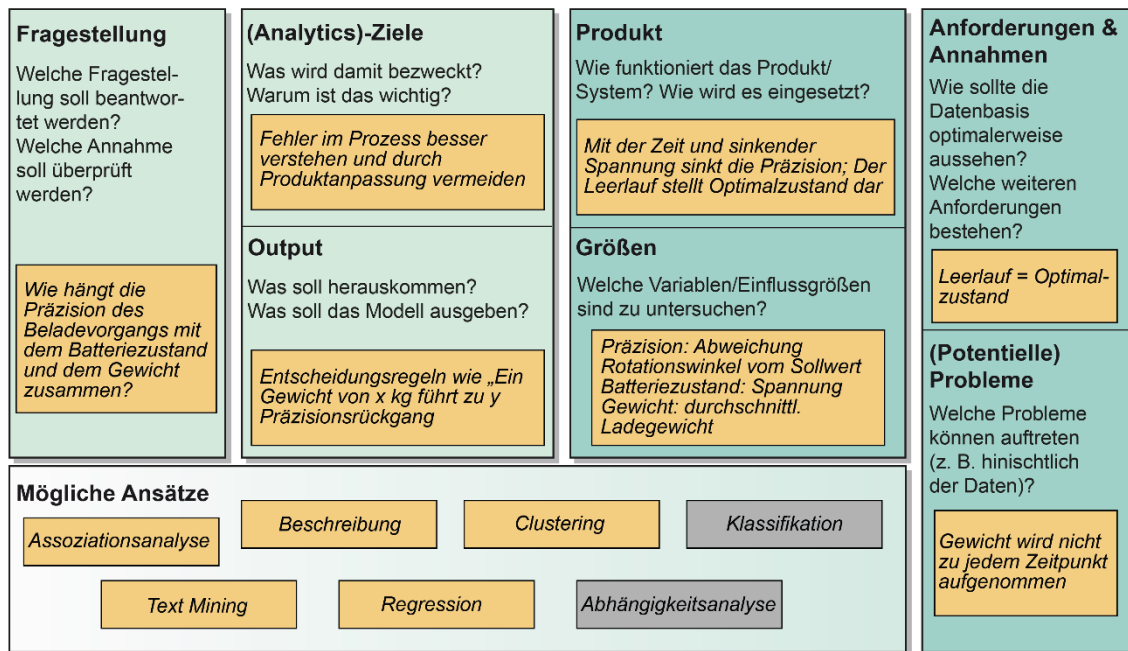 Fragestellung
Welche Fragestel-
lung soll beantwor-
tet werden?
Welche Annahme
soll überprüft
werden?
Wie hängt die
Präzision des
Beladevorgangs mit
dem Batteriezustand
und dem Gewicht
zusammen?
(Analytics)-Ziele
Was wird damit bezweckt?
Warum ist das wichtig?
Fehler im Prozess besser
verstehen und durch
Produktanpassung vermeiden
Output
Was soll herauskommen?
Was soll das Modell ausgeben?
Entscheidungsregeln wie „Ein
Gewicht von x kg führt zu y
Präzisionsrückgang
Produkt
Wie funktioniert das Produkt/
System? Wie wird es eingesetzt?
Mit der Zeit und sinkender
Spannung sinkt die Präzision; Der
Leerlauf stellt Optimalzustand dar
Größen
Welche Variablen/Einflussgrößen
sind zu untersuchen?
Präzision: Abweichung
Rotationswinkel vom Sollwert
Batteriezustand: Spannung
Gewicht: durchschnittl.
Ladegewicht
Anforderungen &
Annahmen
Wie sollte die
Datenbasis
optimalerweise
aussehen?
Welche weiteren
Anforderungen
bestehen?
Leerlauf = Optimal-
zustand
(Potentielle)
Probleme
Welche Probleme
können auftreten
(z. B. hinischtlich
der Daten)?
Gewicht wird nicht
zu jedem Zeitpunkt
aufgenommen
Mögliche Ansätze
Assoziationsanalyse
Beschreibung
Clustering
Klassifikation
Text Mining
Regression
Abhängigkeitsanalyse